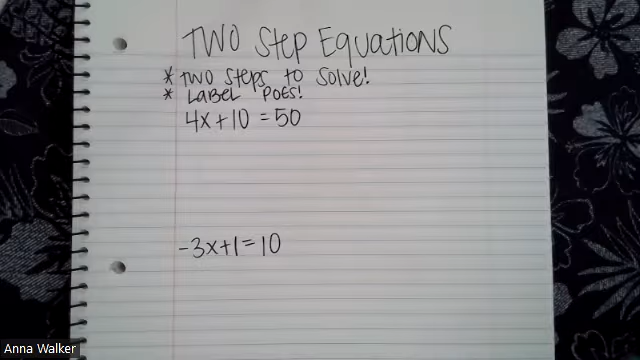 TWO Step EquatioNS
* TWO StepS to Solve!
* LABEL POES!
4x+10 = 50
-3x+1 = 10
Anna Walker